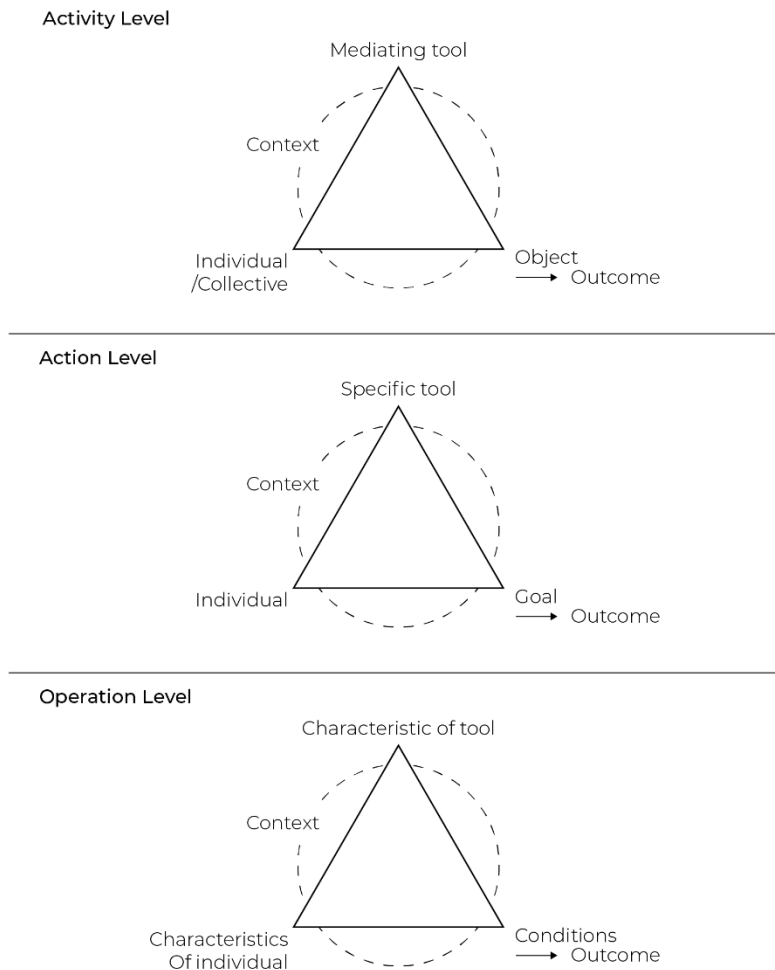 Activity Level
Mediating tool
Context
Individual
/Collective
Object
Outcome
Action Level
Specific tool
Context
Individual
Goal
Outcome
Operation Level
Characteristic of tool
Context
Characteristics
Of individual
Conditions
Outcome